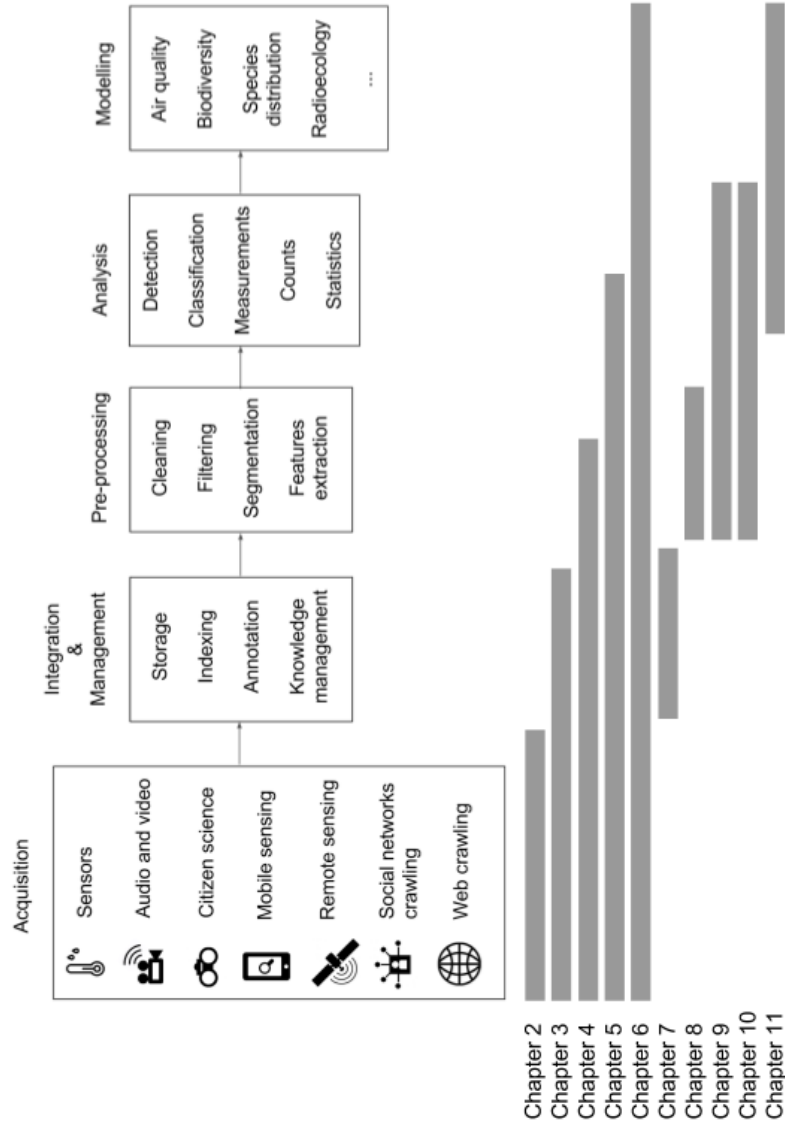 Acquisition
Sensors
Audio and video
Citizen science
Mobile sensing
Remote sensing
Social networks
crawling
Web crawling
Integration
&
Management
Storage
Indexing
Annotation
Knowledge
management
Pre-processing
Cleaning
Filtering
Segmentation
Features
extraction
Analysis
Detection
Classification
Measurements
Counts
Statistics
Modelling
Air quality
Biodiversity
Species
distribution
Radioecology
...
Chapter 2
Chapter 3
Chapter 4
Chapter 5
Chapter 6
Chapter 7
Chapter 8
Chapter 9
Chapter 10
Chapter 11